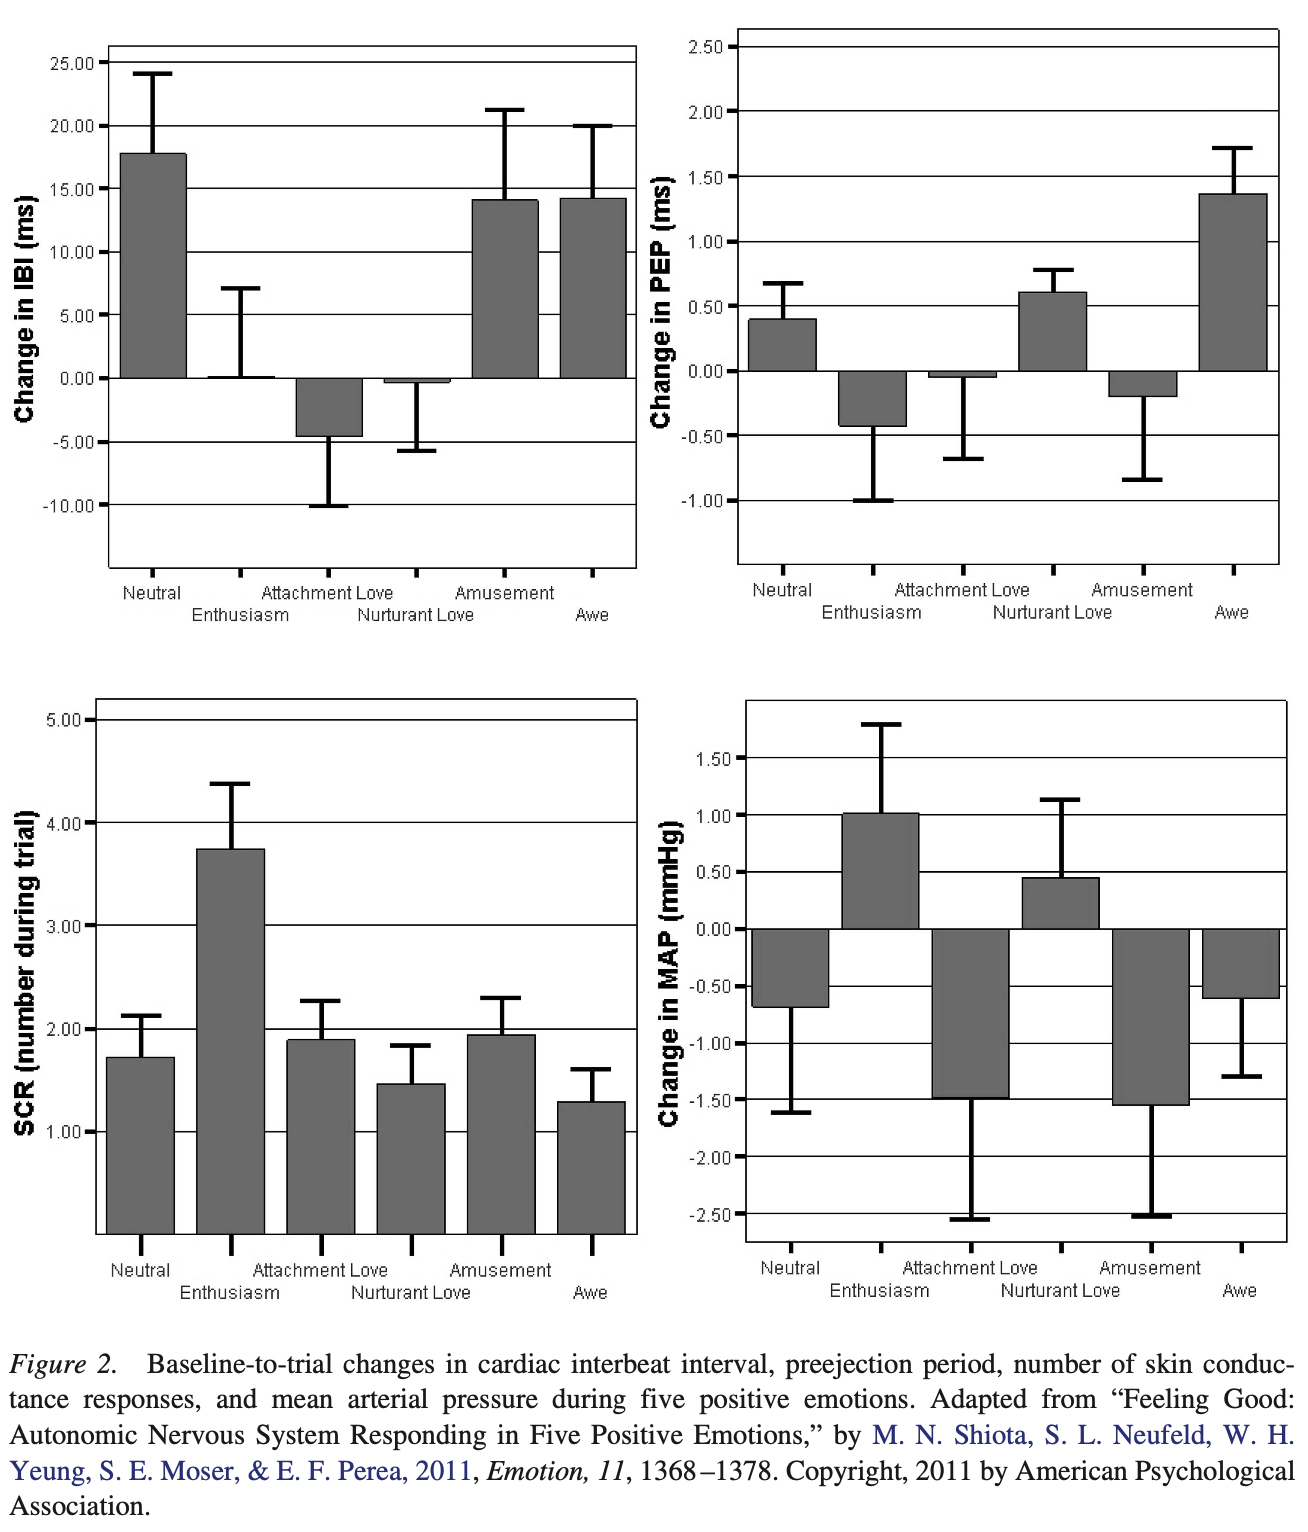 25.00
20.00
15.00
10.00
5.00
0.00
-5.00
-10.00
Change in IBI (ms)
Neutral
Enthusiasm
Attachment Love
Nurturant Love
Amusement
Awe
2.50
2.00
1.50
1.00
0.50
0.00
-0.50
-1.00
Change in PEP (ms)
Neutral
Enthusiasm
Attachment Love
Nurturant Love
Amusement
Awe
5.00
4.00
3.00
2.00
1.00
SCR (number during trial)
Neutral
Enthusiasm
Attachment Love
Nurturant Love
Amusement
Awe
1.50
1.00
0.50
0.00
-0.50
-1.00
-1.50
-2.00
-2.50
Change in MAP (mmHg)
Neutral
Enthusiasm
Attachment Love
Nurturant Love
Amusement
Awe
Figure 2. Baseline-to-trial changes in cardiac interbeat interval, preejection period, number of skin conduc-
tance responses, and mean arterial pressure during five positive emotions. Adapted from “Feeling Good:
Autonomic Nervous System Responding in Five Positive Emotions,” by M. N. Shiota, S. L. Neufeld, W. H.
Yeung, S. E. Moser, & E. F. Perea, 2011, Emotion, 11, 1368–1378. Copyright, 2011 by American Psychological
Association.